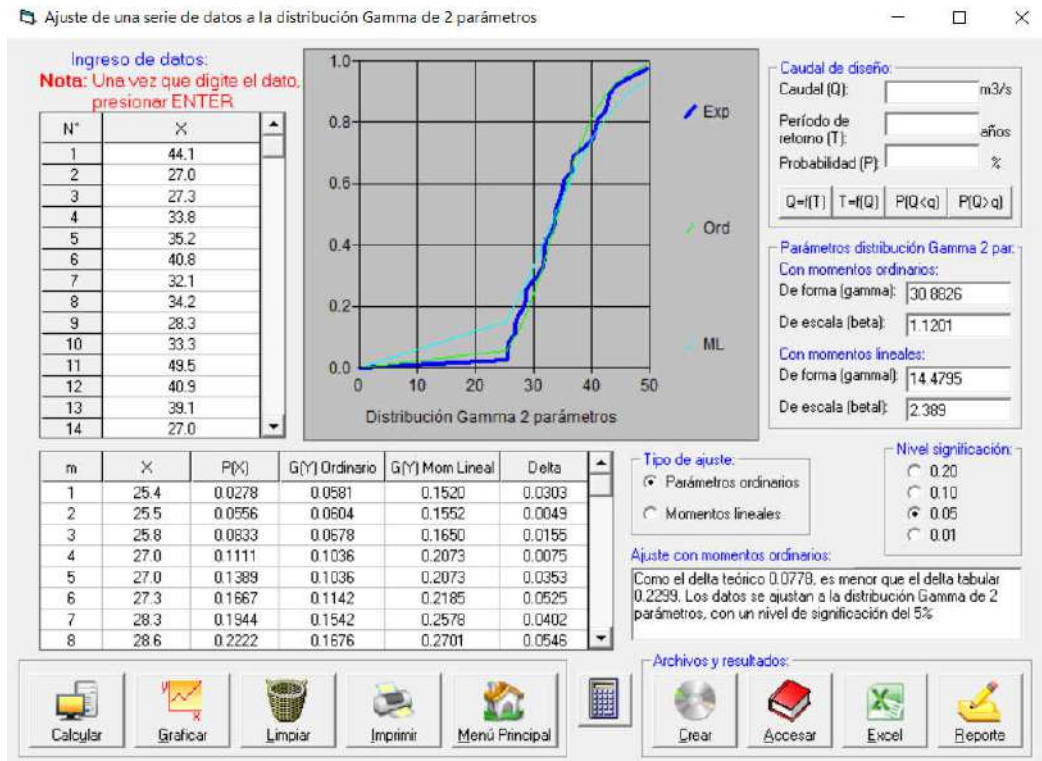 Ajuste de una serie de datos a la distribución Gamma de 2 parámetros
Ingreso de datos:
Nota: Una vez que digite el dato,
presionar ENTER
N° X
1 44.1
2 27.0
3 27.3
4 33.8
5 35.2
6 40.8
7 32.1
8 34.2
9 28.3
10 33.3
11 49.5
12 40.9
13 39.1
14 27.0
1.0
0.8
0.6
0.4
0.2
0.0
0 10 20 30 40 50
Distribución Gamma 2 parámetros
Exp
Ord
ML
Caudal de diseño:
Caudal (Q): m3/s
Período de
retorno (T): años
Probabilidad (P): %
Q=f(T) T=f(Q) P(Q<q) P(Q>q)
Parámetros distribución Gamma 2 par:
Con momentos ordinarios:
De forma (gamma): 30.8826
De escala (beta): 1.1201
Con momentos lineales:
De forma (gammal): 14.4795
De escala (betal): 2.389
m X P(X) G(Y) Ordinario G(Y) Mom Lineal Delta
1 25.4 0.0278 0.0581 0.1520 0.0303
2 25.5 0.0556 0.0604 0.1552 0.0049
3 25.8 0.0833 0.0678 0.1650 0.0155
4 27.0 0.1111 0.1036 0.2073 0.0075
5 27.0 0.1389 0.1036 0.2073 0.0353
6 27.3 0.1667 0.1142 0.2185 0.0525
7 28.3 0.1944 0.1542 0.2578 0.0402
8 28.6 0.2222 0.1676 0.2701 0.0546
Tipo de ajuste:
Parámetros ordinarios
Momentos lineales
Nivel significación:
0.20
0.10
0.05
0.01
Ajuste con momentos ordinarios:
Como el delta teórico 0.0778, es menor que el delta tabular
0.2299. Los datos se ajustan a la distribución Gamma de 2
parámetros, con un nivel de significación del 5%
Calcular Graficar Limpiar Imprimir Menú Principal
Archivos y resultados:
Crear Accesar Excel Reporte